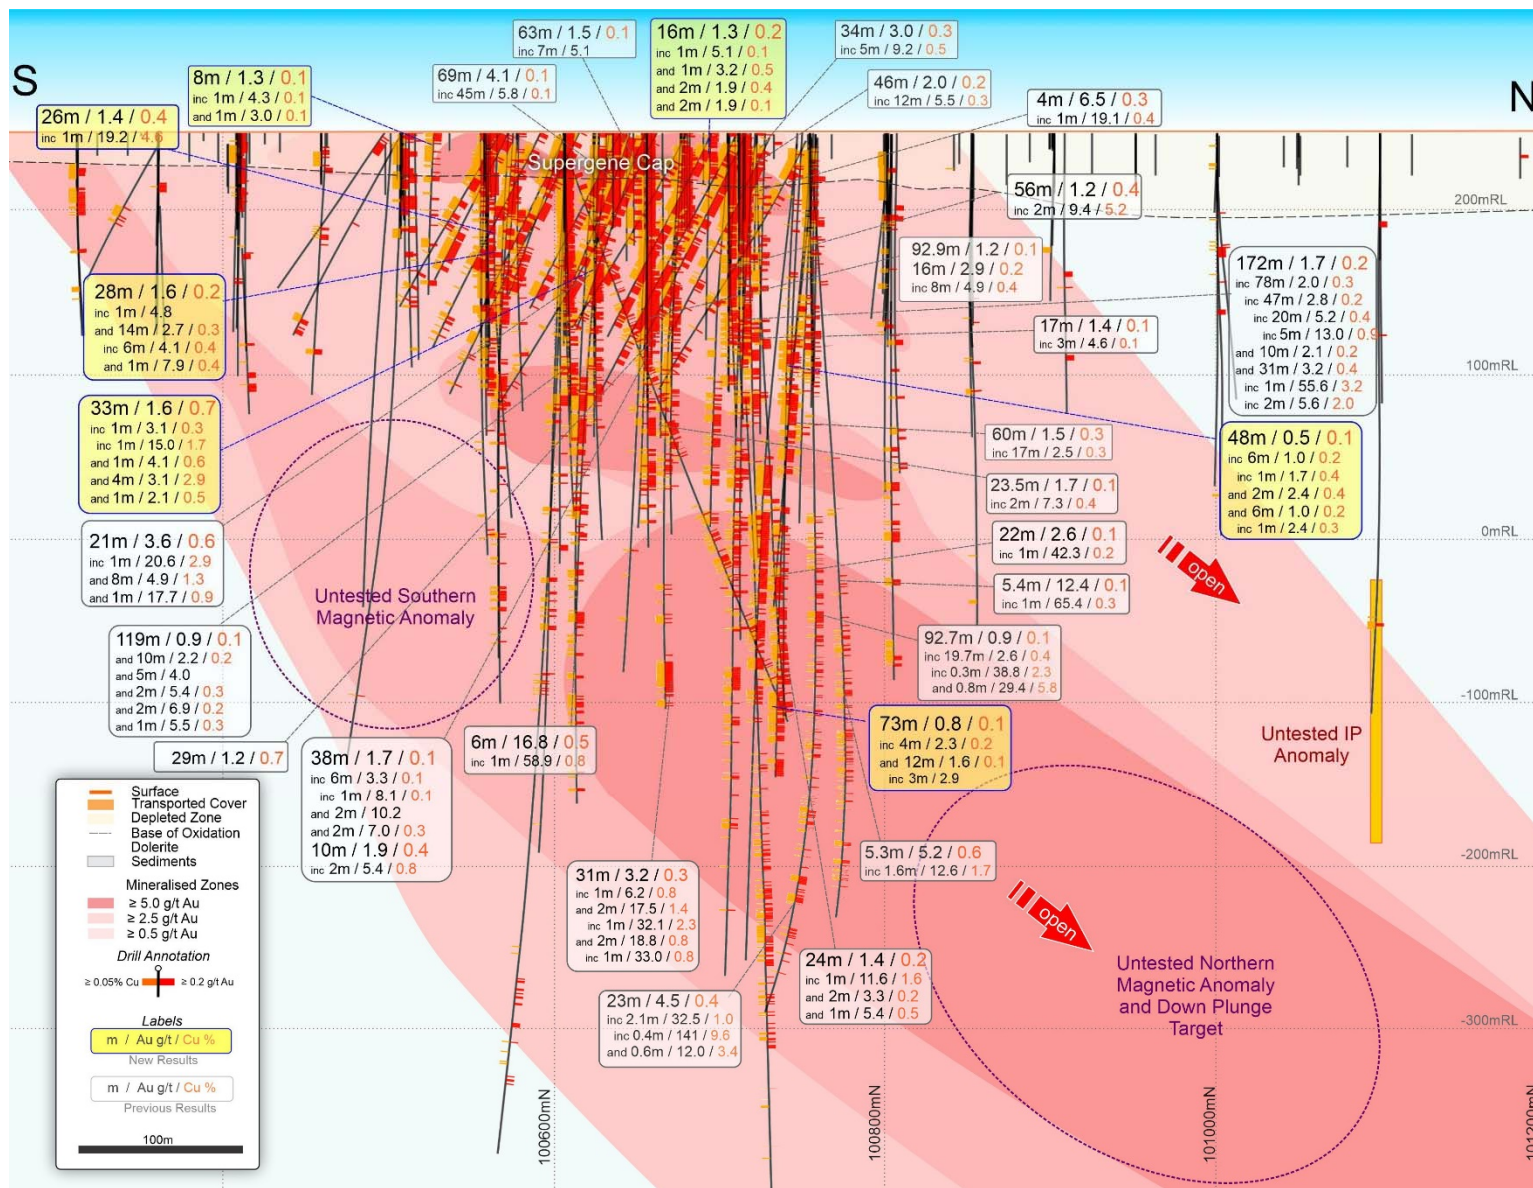 S
N
63m / 1.5 / 0.1
inc 7m / 5.1
16m / 1.3 / 0.2
inc 1m / 5.1 / 0.1
and 1m / 3.2 / 0.5
and 2m / 1.9 / 0.4
and 2m / 1.9 / 0.1
34m / 3.0 / 0.3
inc 5m / 9.2 / 0.5
8m / 1.3 / 0.1
inc 1m / 4.3 / 0.1
and 1m / 3.0 / 0.1
69m / 4.1 / 0.1
inc 45m / 5.8 / 0.1
46m / 2.0 / 0.2
inc 12m / 5.5 / 0.3
26m / 1.4 / 0.4
inc 1m / 19.2 / 4.6
4m / 6.5 / 0.3
inc 1m / 19.1 / 0.4
Supergene Cap
56m / 1.2 / 0.4
inc 2m / 9.4 / 5.2
200mRL
92.9m / 1.2 / 0.1
16m / 2.9 / 0.2
inc 8m / 4.9 / 0.4
172m / 1.7 / 0.2
inc 78m / 2.0 / 0.3
inc 47m / 2.8 / 0.2
inc 20m / 5.2 / 0.4
inc 5m / 13.0 / 0.9
and 10m / 2.1 / 0.2
and 31m / 3.2 / 0.4
inc 1m / 55.6 / 3.2
inc 2m / 5.6 / 2.0
28m / 1.6 / 0.2
inc 1m / 4.8
and 14m / 2.7 / 0.3
inc 6m / 4.1 / 0.4
and 1m / 7.9 / 0.4
17m / 1.4 / 0.1
inc 3m / 4.6 / 0.1
100mRL
33m / 1.6 / 0.7
inc 1m / 3.1 / 0.3
inc 1m / 15.0 / 1.7
and 1m / 4.1 / 0.6
and 4m / 3.1 / 2.9
and 1m / 2.1 / 0.5
60m / 1.5 / 0.3
inc 17m / 2.5 / 0.3
48m / 0.5 / 0.1
inc 6m / 1.0 / 0.2
inc 1m / 1.7 / 0.4
and 2m / 2.4 / 0.4
and 6m / 1.0 / 0.2
inc 1m / 2.4 / 0.3
23.5m / 1.7 / 0.1
inc 2m / 7.3 / 0.4
21m / 3.6 / 0.6
inc 1m / 20.6 / 2.9
and 8m / 4.9 / 1.3
and 1m / 17.7 / 0.9
22m / 2.6 / 0.1
inc 1m / 42.3 / 0.2
0mRL
open
5.4m / 12.4 / 0.1
inc 1m / 65.4 / 0.3
Untested Southern
Magnetic Anomaly
119m / 0.9 / 0.1
and 10m / 2.2 / 0.2
and 5m / 4.0
and 2m / 5.4 / 0.3
and 2m / 6.9 / 0.2
and 1m / 5.5 / 0.3
92.7m / 0.9 / 0.1
inc 19.7m / 2.6 / 0.4
inc 0.3m / 38.8 / 2.3
and 0.8m / 29.4 / 5.8
-100mRL
29m / 1.2 / 0.7
38m / 1.7 / 0.1
inc 6m / 3.3 / 0.1
inc 1m / 8.1 / 0.1
and 2m / 10.2
and 2m / 7.0 / 0.3
10m / 1.9 / 0.4
inc 2m / 5.4 / 0.8
6m / 16.8 / 0.5
inc 1m / 58.9 / 0.8
73m / 0.8 / 0.1
inc 4m / 2.3 / 0.2
and 12m / 1.6 / 0.1
inc 3m / 2.9
Untested IP
Anomaly
5.3m / 5.2 / 0.6
inc 1.6m / 12.6 / 1.7
-200mRL
31m / 3.2 / 0.3
inc 1m / 6.2 / 0.8
and 2m / 17.5 / 1.4
inc 1m / 32.1 / 2.3
and 2m / 18.8 / 0.8
inc 1m / 33.0 / 0.8
open
24m / 1.4 / 0.2
inc 1m / 11.6 / 1.6
and 2m / 3.3 / 0.2
and 1m / 5.4 / 0.5
Untested Northern
Magnetic Anomaly
and Down Plunge
Target
23m / 4.5 / 0.4
inc 2.1m / 32.5 / 1.0
inc 0.4m / 141 / 9.6
and 0.6m / 12.0 / 3.4
-300mRL
100600mN
100800mN
101000mN
101200mN
Surface
Transported Cover
Depleted Zone
Base of Oxidation
Dolerite
Sediments
Mineralised Zones
≥ 5.0 g/t Au
≥ 2.5 g/t Au
≥ 0.5 g/t Au
Drill Annotation
≥ 0.05% Cu
≥ 0.2 g/t Au
Labels
m / Au g/t / Cu %
New Results
m / Au g/t / Cu %
Previous Results
100m